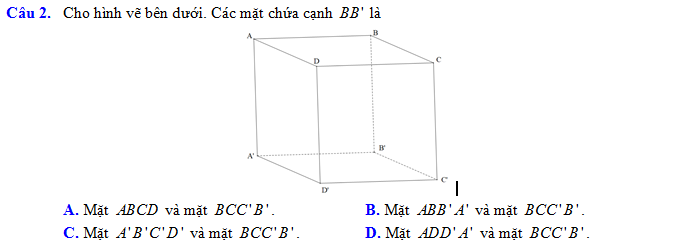 Câu 2. Cho hình vẽ bên dưới. Các mặt chứa cạnh BB' là
A
B
D
C
A'
B'
D'
C'
A. Mặt ABCD và mặt BCC'B'. B. Mặt ABB'A' và mặt BCC'B'.
C. Mặt A'B'C'D' và mặt BCC'B'. D. Mặt ADD'A' và mặt BCC'B'.